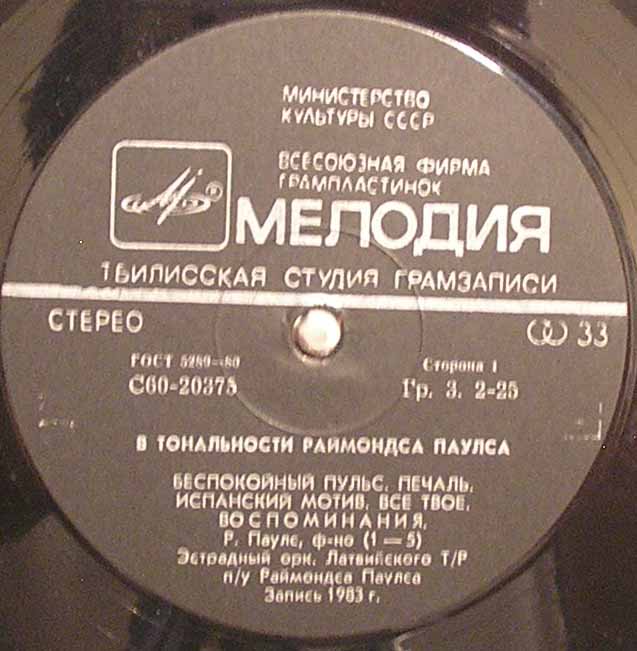 МИНИСТЕРСТВО
КУЛЬТУРЫ СССР
ВСЕСОЮЗНАЯ ФИРМА
ГРАМПЛАСТИНОК
МЕЛОДИЯ
ТБИЛИССКАЯ СТУДИЯ ГРАМЗАПИСИ
СТЕРЕО
33
ГОСТ 5289—80
Сторона 1
С60-20375
Гр. 3. 2-25
В ТОНАЛЬНОСТИ РАЙМОНДСА ПАУЛСА
БЕСПОКОЙНЫЙ ПУЛЬС, ПЕЧАЛЬ,
ИСПАНСКИЙ МОТИВ, ВСЕ ТВОЕ,
ВОСПОМИНАНИЯ,
Р. Паулс, ф-но (1 — 5)
Эстрадный орк. Латвийского Т/Р
п/у Раймондса Паулса
Запись 1983 г.